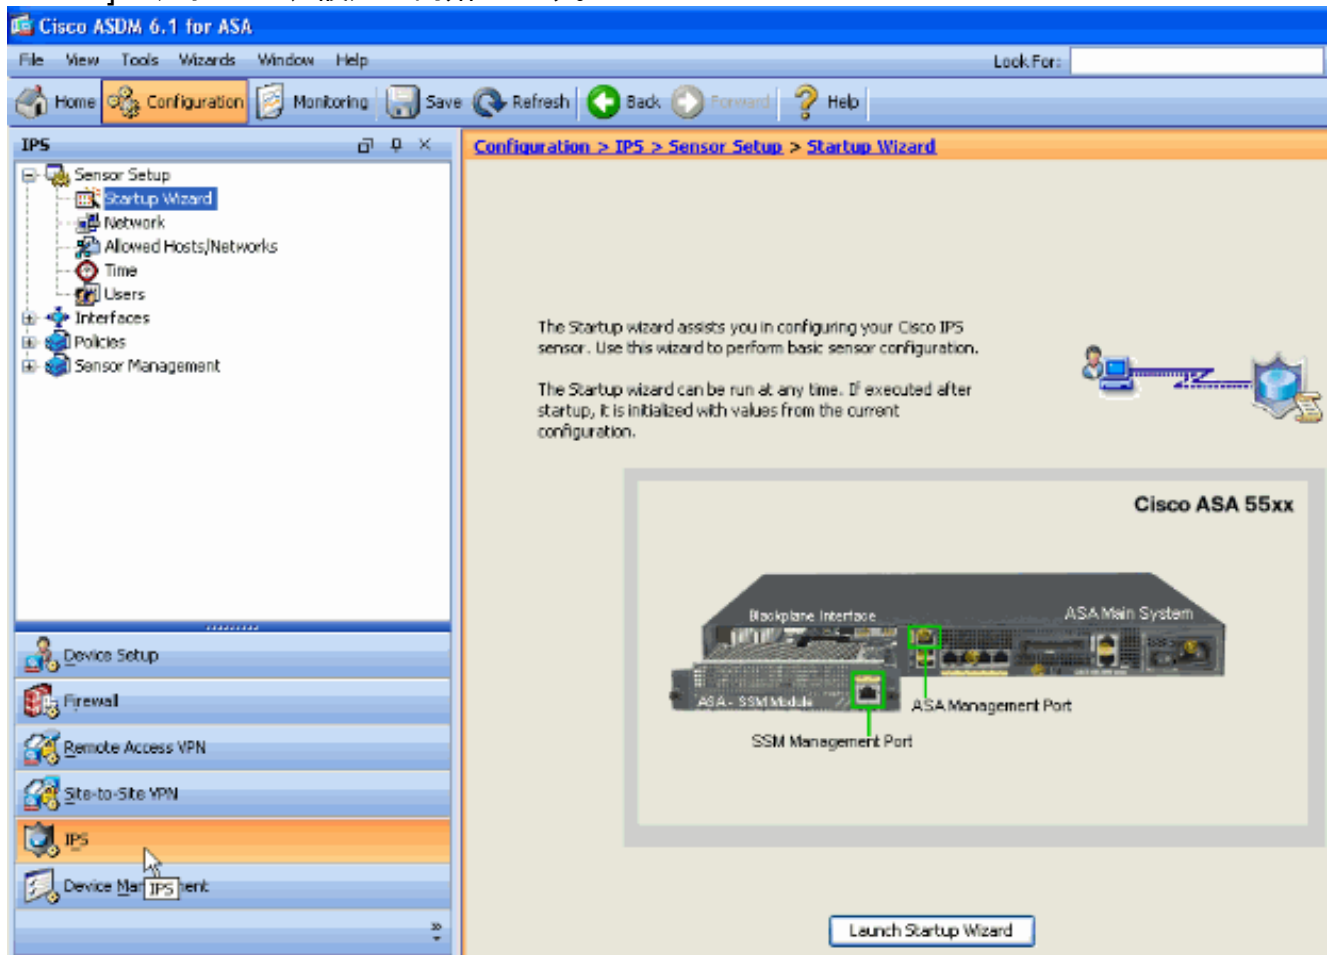 Cisco ASDM 6.1 for ASA
File View Tools Wizards Window Help
Look For:
Home Configuration Monitoring Save Refresh Back Forward Help
IPS
Configuration > IPS > Sensor Setup > Startup Wizard
Sensor Setup
Startup Wizard
Network
Allowed Hosts/Networks
Time
Users
Interfaces
Policies
Sensor Management
The Startup wizard assists you in configuring your Cisco IPS
sensor. Use this wizard to perform basic sensor configuration.
The Startup wizard can be run at any time. If executed after
startup, it is initialized with values from the current
configuration.
Cisco ASA 55xx
Blackplane Interface
ASA Main System
ASA - SSM Module
ASA Management Port
SSM Management Port
Device Setup
Firewall
Remote Access VPN
Site-to-Site VPN
IPS
Device
IPS
Launch Startup Wizard